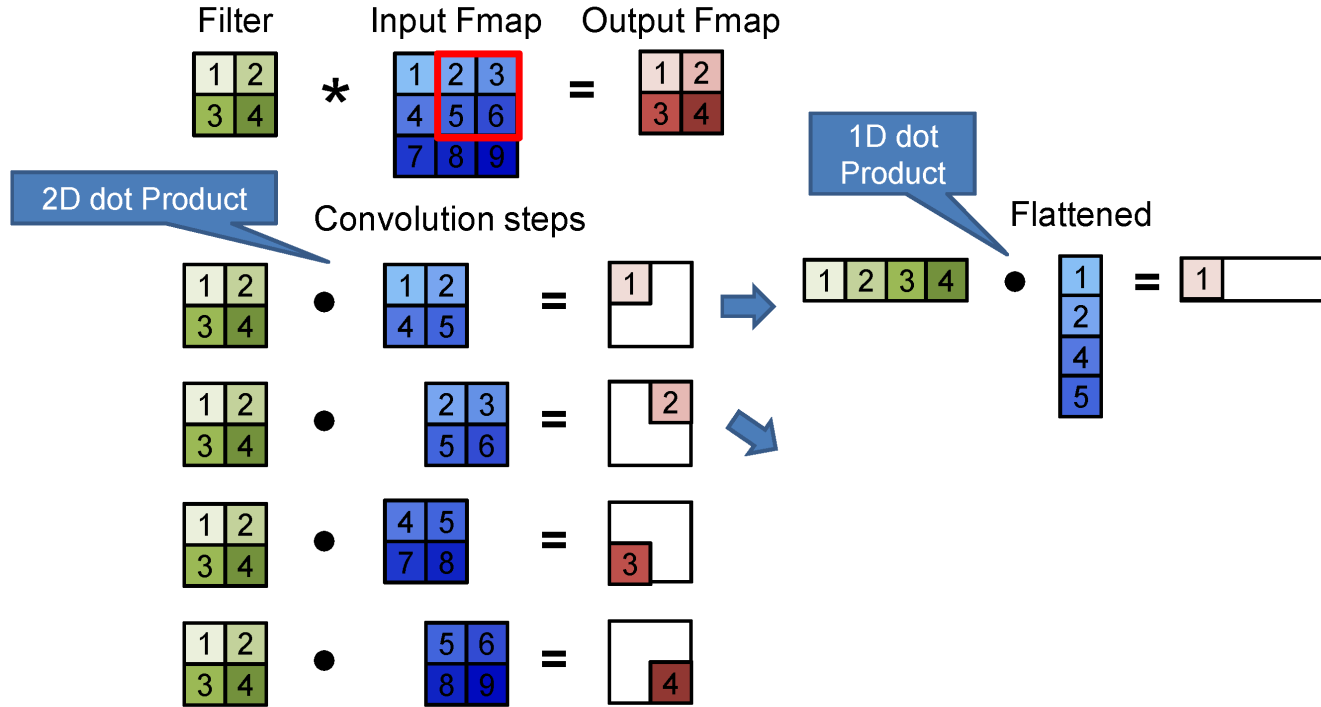 Filter Input Fmap Output Fmap
1 2 * 1 2 3 = 1 2
3 4 4 5 6 3 4
7 8 9
1D dot
Product
2D dot Product
Convolution steps
Flattened
1 2 • 1 2 = 1
3 4 4 5
1 2 3 4 • 1 = 1
2
4
5
1 2 • 2 3 = 2
3 4 5 6
1 2 • 4 5 = 3
3 4 7 8
1 2 • 5 6 = 4
3 4 8 9